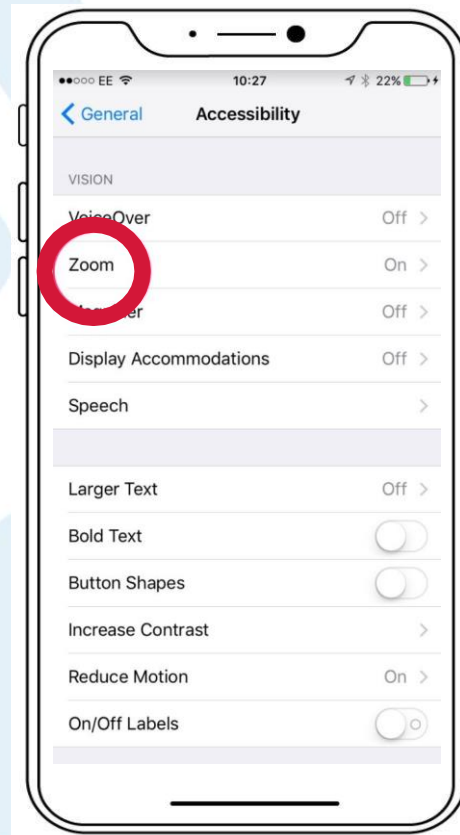 EE 10:27 22%
General Accessibility
VISION
VoiceOver Off
Zoom On
Off
Display Accommodations Off
Speech
Larger Text Off
Bold Text
Button Shapes
Increase Contrast
Reduce Motion On
On/Off Labels